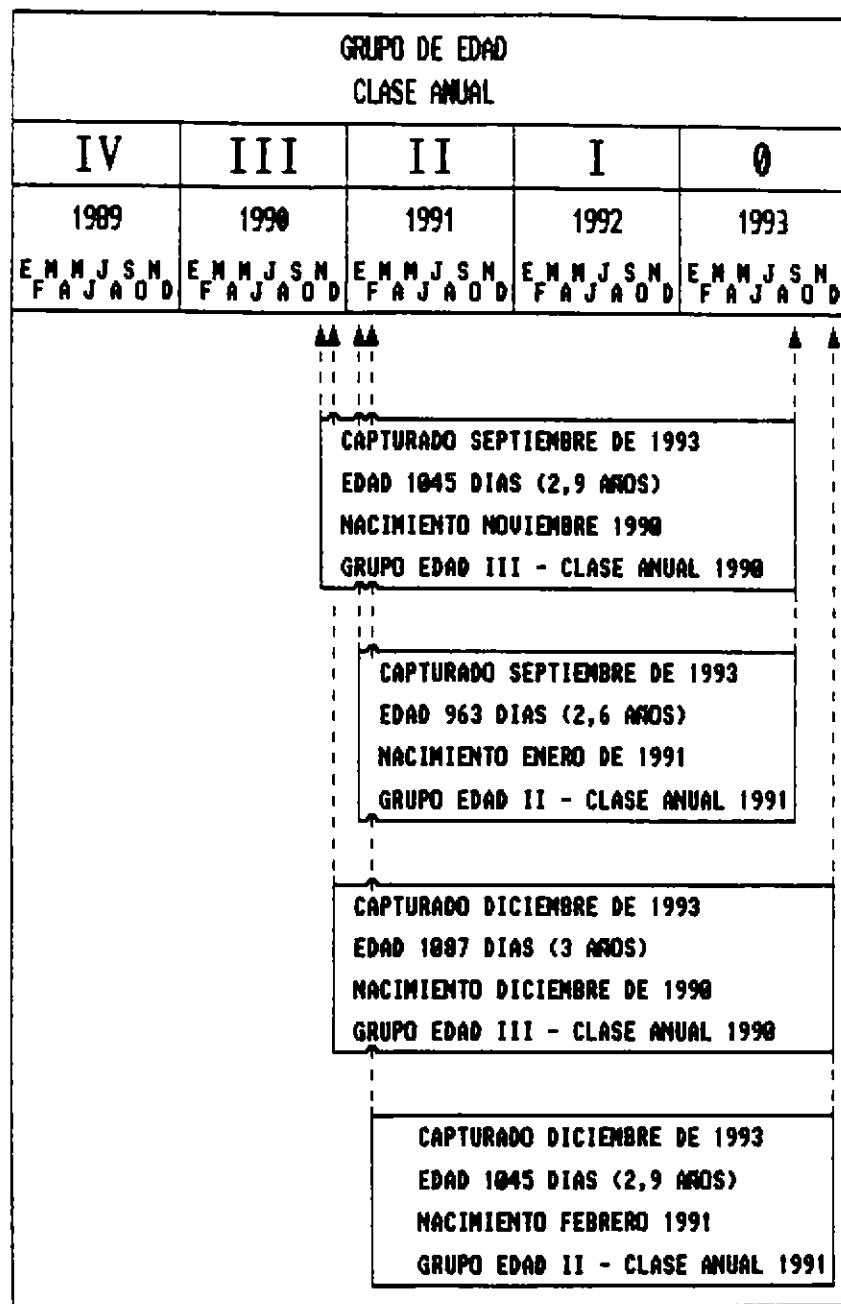 GRUPO DE EDAD
CLASE ANUAL
IV III II I 0
1989 1990 1991 1992 1993
E M M J S N E M M J S N E M M J S N E M M J S N E M M J S N
F A J A O D F A J A O D F A J A O D F A J A O D F A J A O D
CAPTURADO SEPTIEMBRE DE 1993
EDAD 1045 DIAS (2,9 AÑOS)
NACIMIENTO NOVIEMBRE 1990
GRUPO EDAD III - CLASE ANUAL 1990
CAPTURADO SEPTIEMBRE DE 1993
EDAD 963 DIAS (2,6 AÑOS)
NACIMIENTO ENERO DE 1991
GRUPO EDAD II - CLASE ANUAL 1991
CAPTURADO DICIEMBRE DE 1993
EDAD 1087 DIAS (3 AÑOS)
NACIMIENTO DICIEMBRE DE 1990
GRUPO EDAD III - CLASE ANUAL 1990
CAPTURADO DICIEMBRE DE 1993
EDAD 1045 DIAS (2,9 AÑOS)
NACIMIENTO FEBRERO 1991
GRUPO EDAD II - CLASE ANUAL 1991